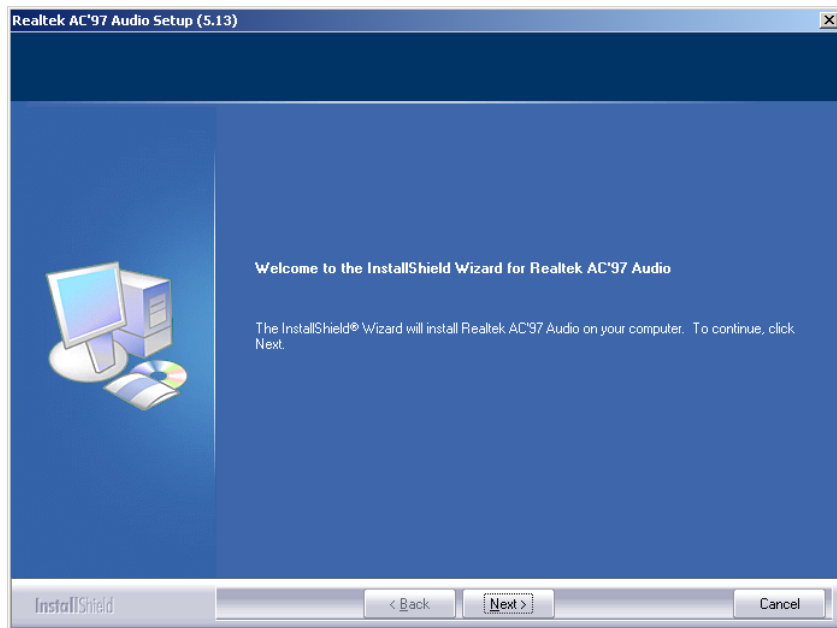 Realtek AC'97 Audio Setup (5.13)
Welcome to the InstallShield Wizard for Realtek AC'97 Audio
The InstallShield® Wizard will install Realtek AC'97 Audio on your computer. To continue, click
Next.
InstallShield
< Back
Next >
Cancel